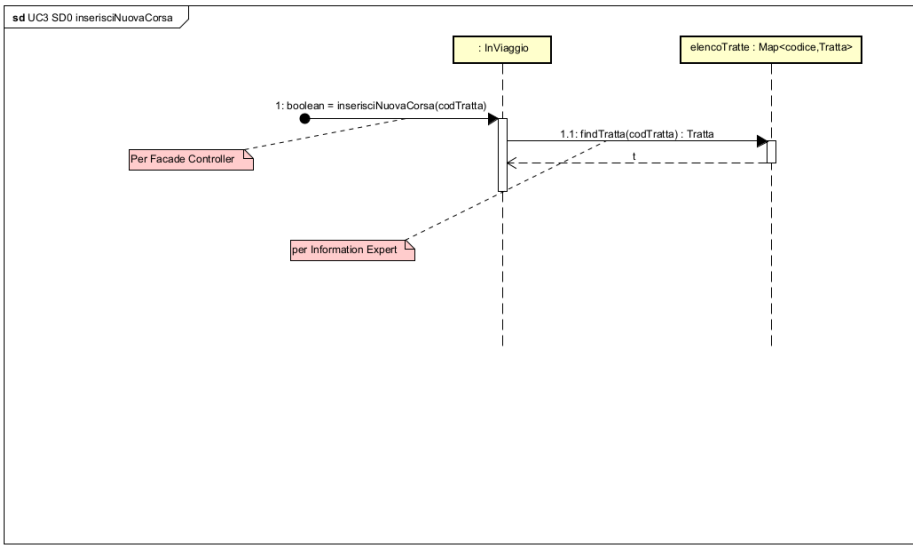 sd UC3 SD0 inserisciNuovaCorsa
: InViaggio
elencoTratte : Map<codice,Tratta>
1: boolean = inserisciNuovaCorsa(codTratta)
1.1: findTratta(codTratta) : Tratta
Per Facade Controller
t
per Information Expert